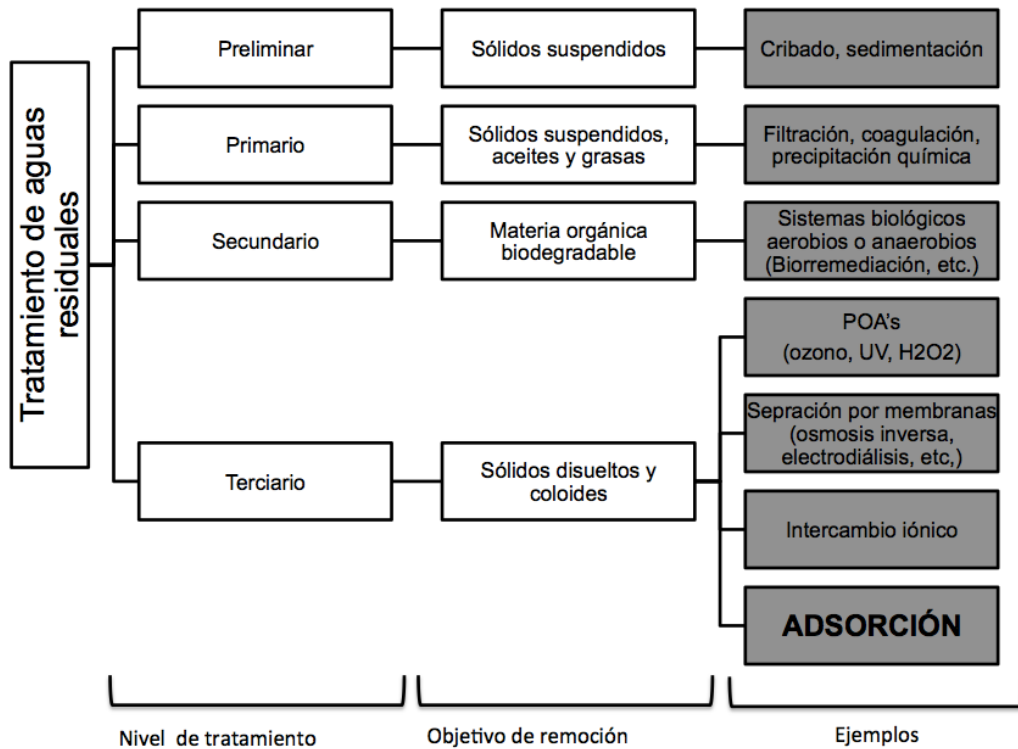 Tratamiento de aguas
residuales
Preliminar
Sólidos suspendidos
Cribado, sedimentación
Primario
Sólidos suspendidos,
aceites y grasas
Filtración, coagulación,
precipitación química
Secundario
Materia orgánica
biodegradable
Sistemas biológicos
aerobios o anaerobios
(Biorremediación, etc.)
Terciario
Sólidos disueltos y
coloides
POA's
(ozono, UV, H2O2)
Sepración por membranas
(osmosis inversa,
electrodiálisis, etc,)
Intercambio iónico
ADSORCIÓN
Nivel de tratamiento
Objetivo de remoción
Ejemplos